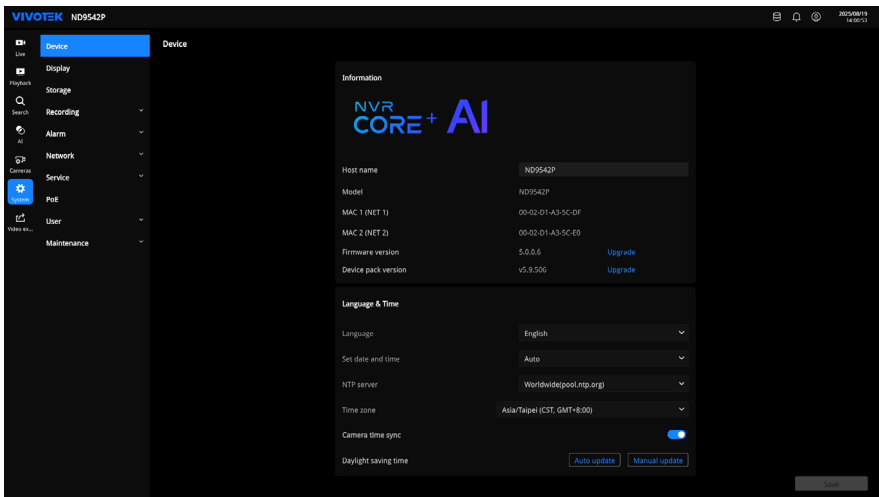 VIVOTEK ND9542P
2025/08/19
14:00:53
Live
Playback
Search
AI
Cameras
System
Video ex...
Device
Display
Storage
Recording
Alarm
Network
Service
PoE
User
Maintenance
Device
Information
NVR
CORE+ AI
Host name ND9542P
Model ND9542P
MAC 1 (NET 1) 00-02-D1-A3-5C-DF
MAC 2 (NET 2) 00-02-D1-A3-5C-E0
Firmware version 5.0.0.6 Upgrade
Device pack version v5.9.506 Upgrade
Language & Time
Language English
Set date and time Auto
NTP server Worldwide(pool.ntp.org)
Time zone Asia/Taipei (CST, GMT+8:00)
Camera time sync
Daylight saving time Auto update Manual update
Save